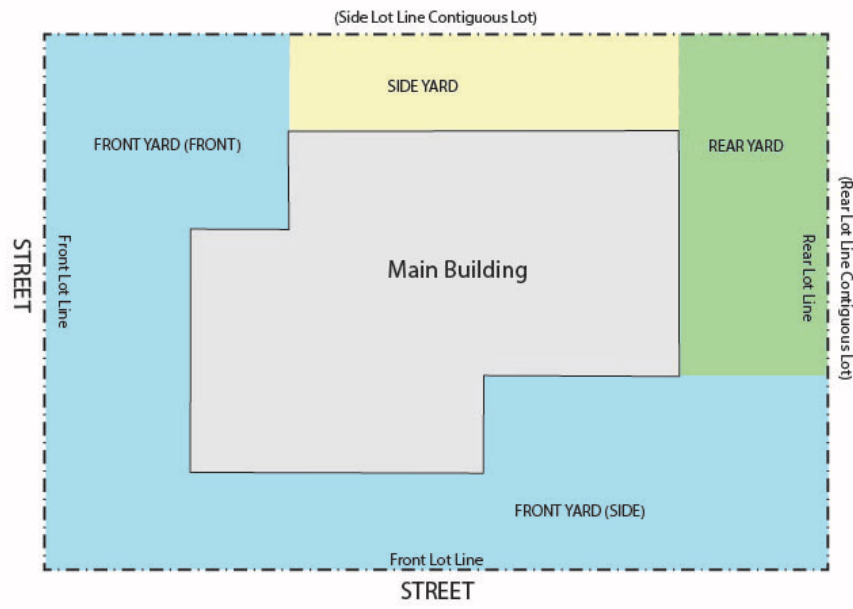 (Side Lot Line Contiguous Lot)
SIDE YARD
FRONT YARD (FRONT)
REAR YARD
STREET
Front Lot Line
Main Building
Rear Lot Line
(Rear Lot Line Contiguous Lot)
FRONT YARD (SIDE)
Front Lot Line
STREET